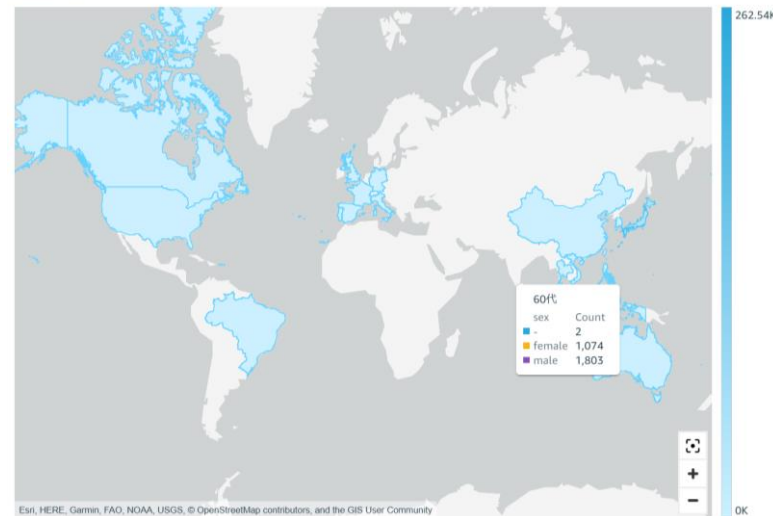 262.54K
60代
sex Count
- 2
female 1,074
male 1,803
+
−
0K
Esri, HERE, Garmin, FAO, NOAA, USGS, © OpenStreetMap contributors, and the GIS User Community